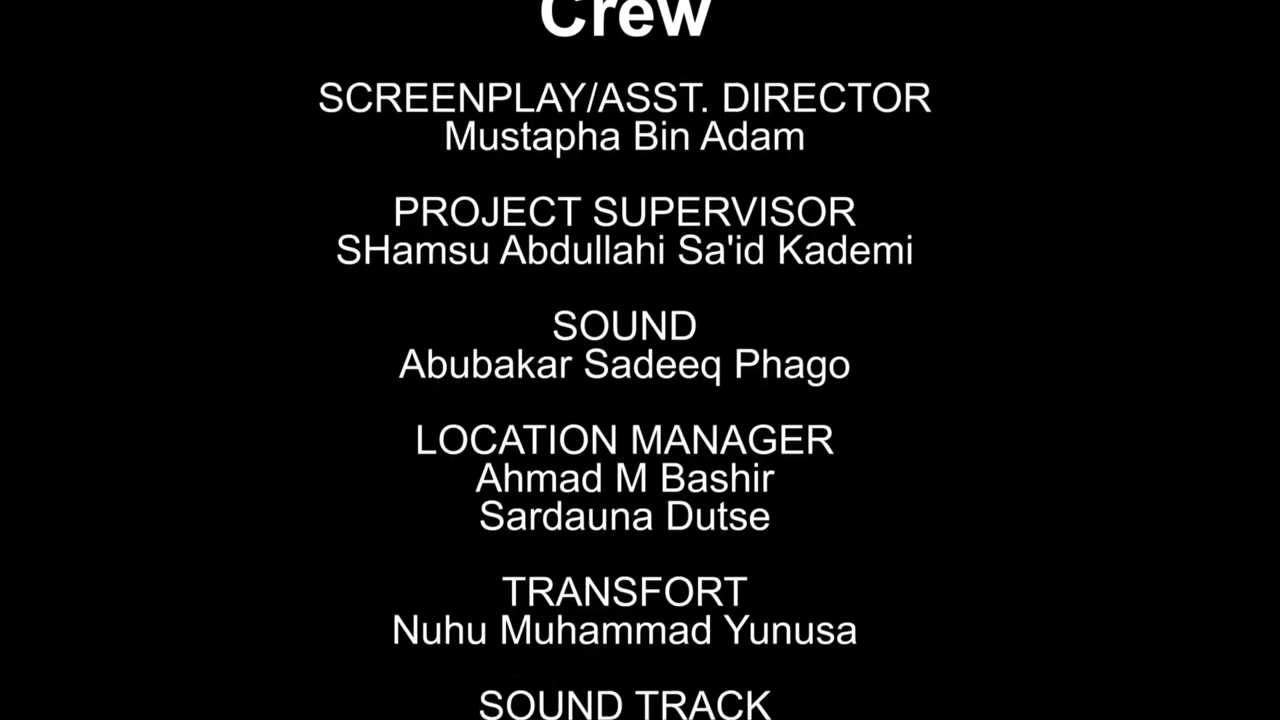 Crew
SCREENPLAY/ASST. DIRECTOR
Mustapha Bin Adam
PROJECT SUPERVISOR
SHamsu Abdullahi Sa'id Kademi
SOUND
Abubakar Sadeeq Phago
LOCATION MANAGER
Ahmad M Bashir
Sardauna Dutse
TRANSFORT
Nuhu Muhammad Yunusa
SOUND TRACK